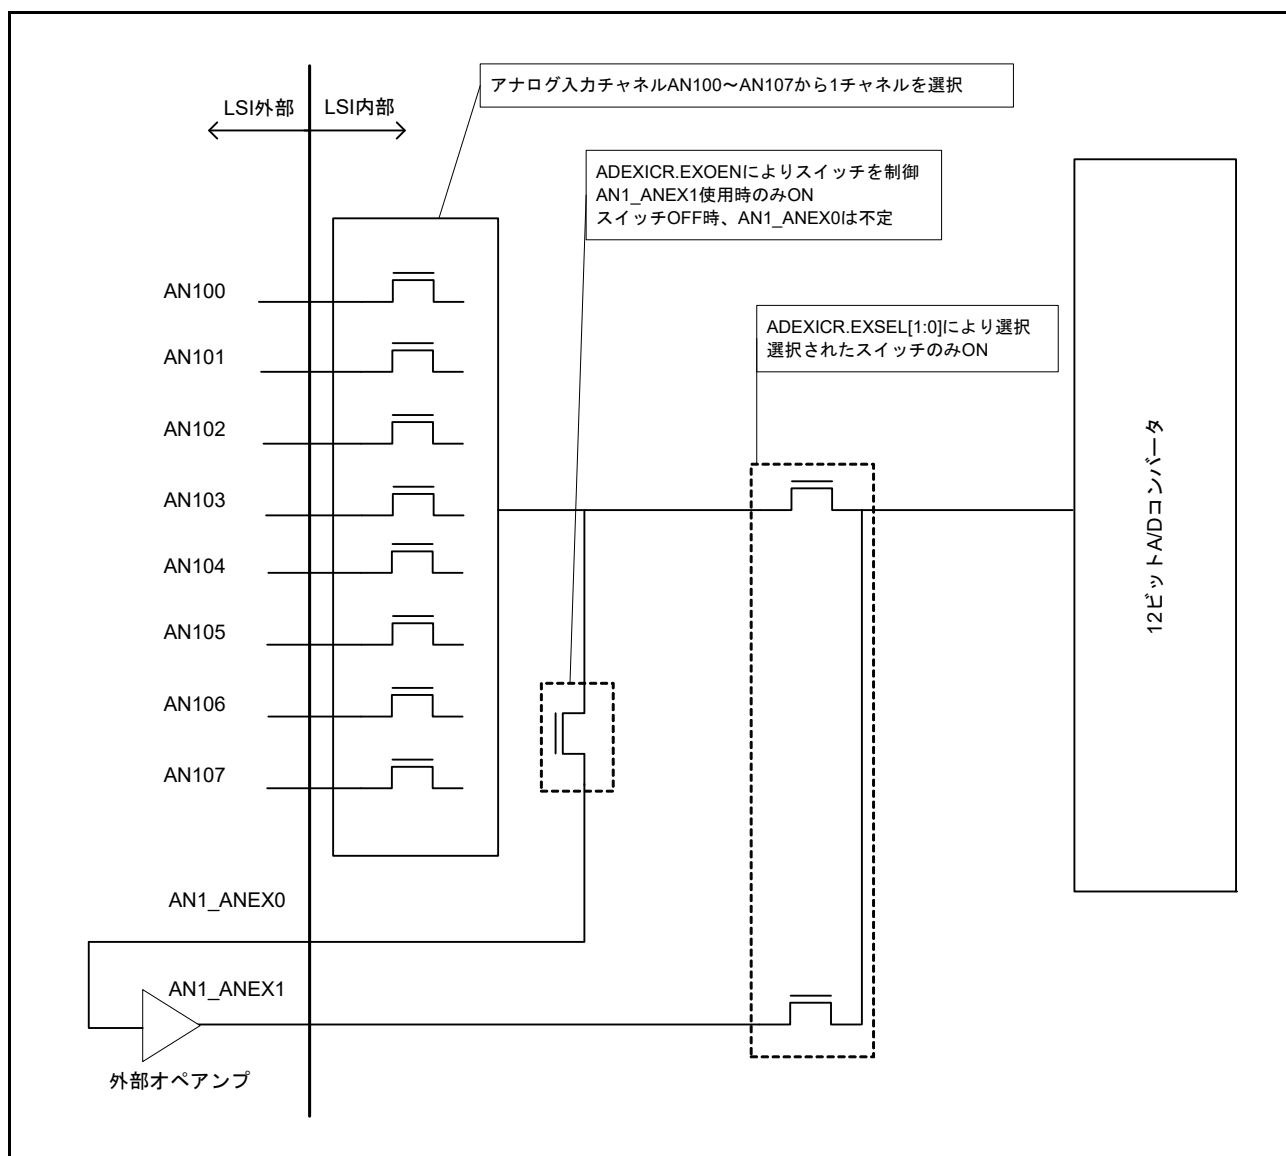 アナログ入力チャネルAN100～AN107から1チャネルを選択
LSI外部
LSI内部
ADEXICR.EXOENによりスイッチを制御
AN1_ANEX1使用時のみON
スイッチOFF時、AN1_ANEX0は不定
AN100
ADEXICR.EXSEL[1:0]により選択
選択されたスイッチのみON
AN101
AN102
AN103
AN104
AN105
AN106
AN107
12ビットA/Dコンバータ
AN1_ANEX0
AN1_ANEX1
外部オペアンプ